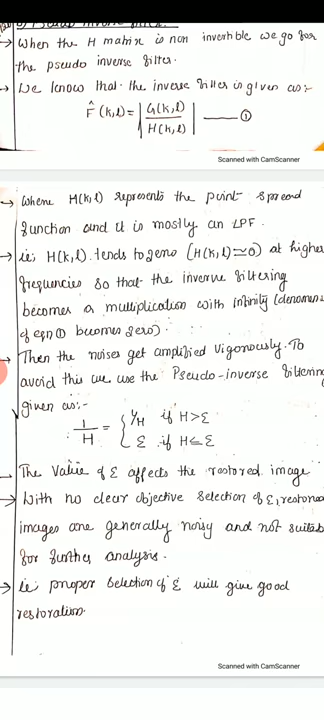 Pseudo Inverse Filter:-
→ When the H matrix is non invertible we go for
the pseudo inverse filter.
→ We know that the inverse filter is given as:-
F̂(k,l) = |G(k,l) / H(k,l)| —— ①
Scanned with CamScanner
→ where H(k,l) represents the point spread
function and it is mostly an LPF.
→ ie; H(k,l) tends to zero (H(k,l) ≃ 0) at higher
frequencies so that the inverse filtering
becomes a multiplication with infinity (denomin
of eqn ① becomes zero).
→ Then the noises get amplified vigorously. To
avoid this we use the Pseudo-inverse filtering
given as:-
1/H = { 1/H if H>ε
ε if H≤ε
→ The value of ε affects the restored image
→ With no clear objective selection of ε, restored
images are generally noisy and not suitab
for further analysis.
→ ie; proper selection of ε will give good
restoration.
Scanned with CamScanner